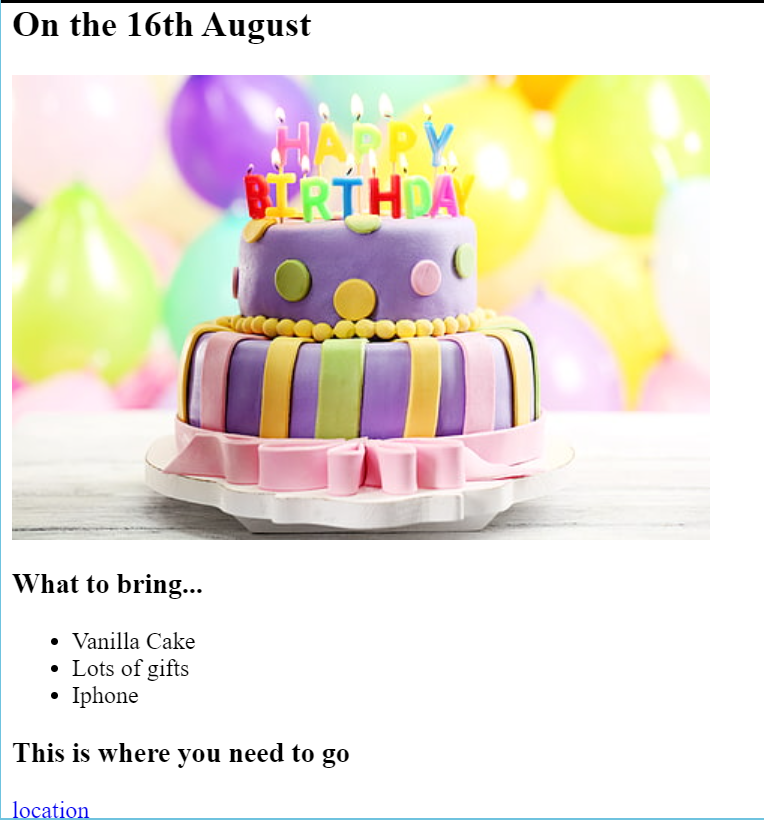 On the 16th August
HAPPY
BIRTHDAY
What to bring...
Vanilla Cake
Lots of gifts
Iphone
This is where you need to go
location